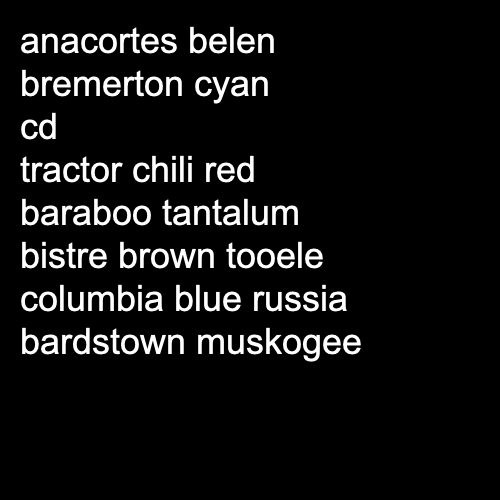 anacortes belen
bremerton cyan
cd
tractor chili red
baraboo tantalum
bistre brown tooele
columbia blue russia
bardstown muskogee